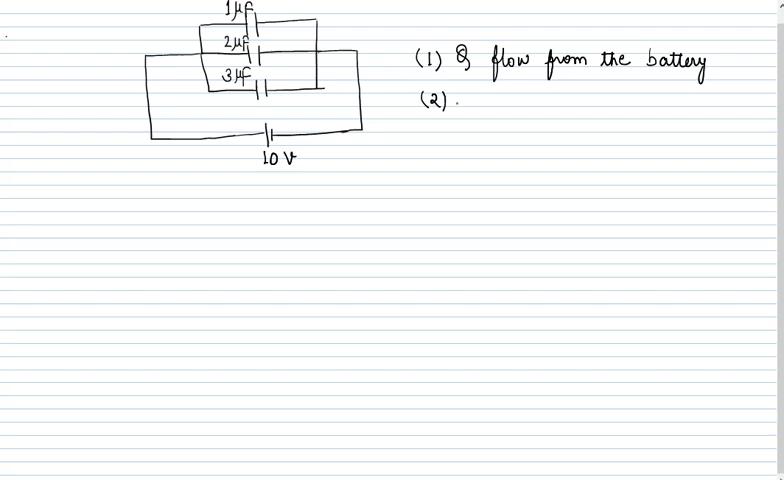 1μF
2μF
3μF
10 V
(1) Q flow from the battery
(2) .